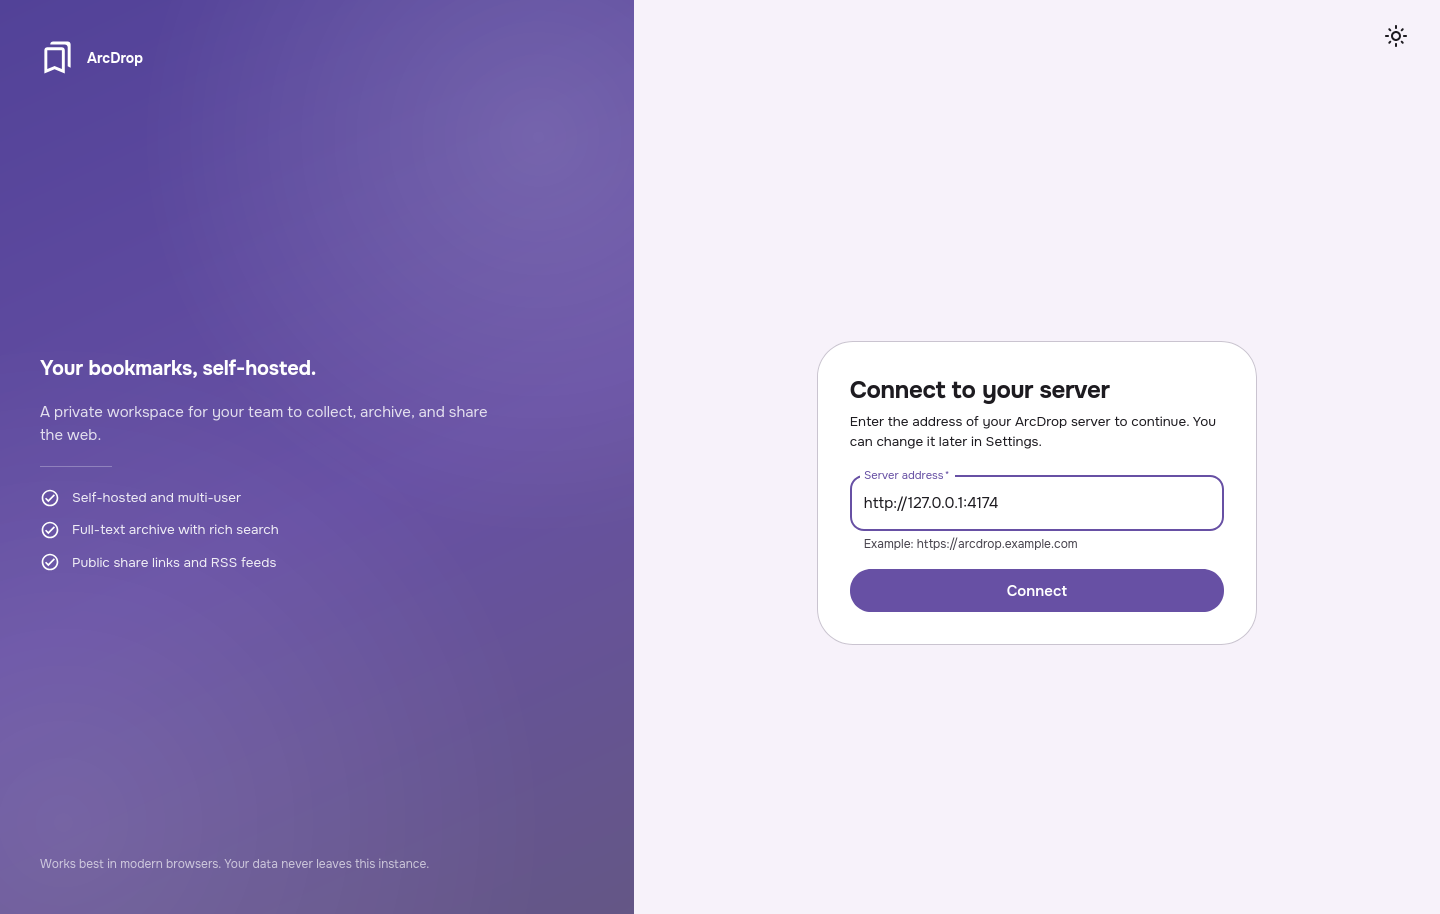 ArcDrop
Your bookmarks, self-hosted.
A private workspace for your team to collect, archive, and share
the web.
Self-hosted and multi-user
Full-text archive with rich search
Public share links and RSS feeds
Works best in modern browsers. Your data never leaves this instance.
Connect to your server
Enter the address of your ArcDrop server to continue. You
can change it later in Settings.
Server address *
http://127.0.0.1:4174
Example: https://arcdrop.example.com
Connect